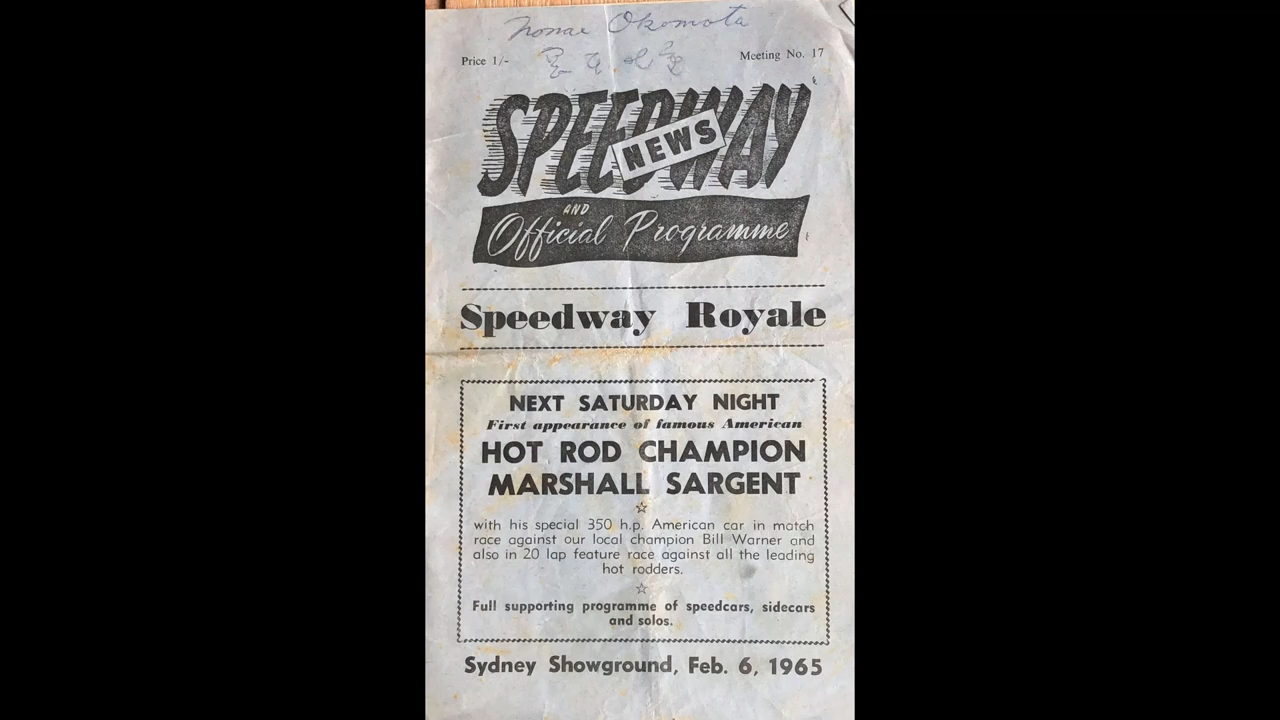 Okomota
Price 1/-
Meeting No. 17
SPEEDWAY
NEWS
AND
Official Programme
Speedway Royale
NEXT SATURDAY NIGHT
First appearance of famous American
HOT ROD CHAMPION
MARSHALL SARGENT
with his special 350 h.p. American car in match
race against our local champion Bill Warner and
also in 20 lap feature race against all the leading
hot rodders.
Full supporting programme of speedcars, sidecars
and solos.
Sydney Showground, Feb. 6, 1965